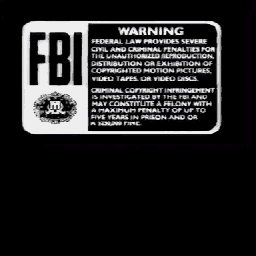 FBI
WARNING
FEDERAL LAW PROVIDES SEVERE
CIVIL AND CRIMINAL PENALTIES FOR
THE UNAUTHORIZED REPRODUCTION,
DISTRIBUTION OR EXHIBITION OF
COPYRIGHTED MOTION PICTURES,
VIDEO TAPES, OR VIDEO DISCS.
CRIMINAL COPYRIGHT INFRINGEMENT
IS INVESTIGATED BY THE FBI AND
MAY CONSTITUTE A FELONY WITH
A MAXIMUM PENALTY OF UP TO
FIVE YEARS IN PRISON AND OR
A FINE.